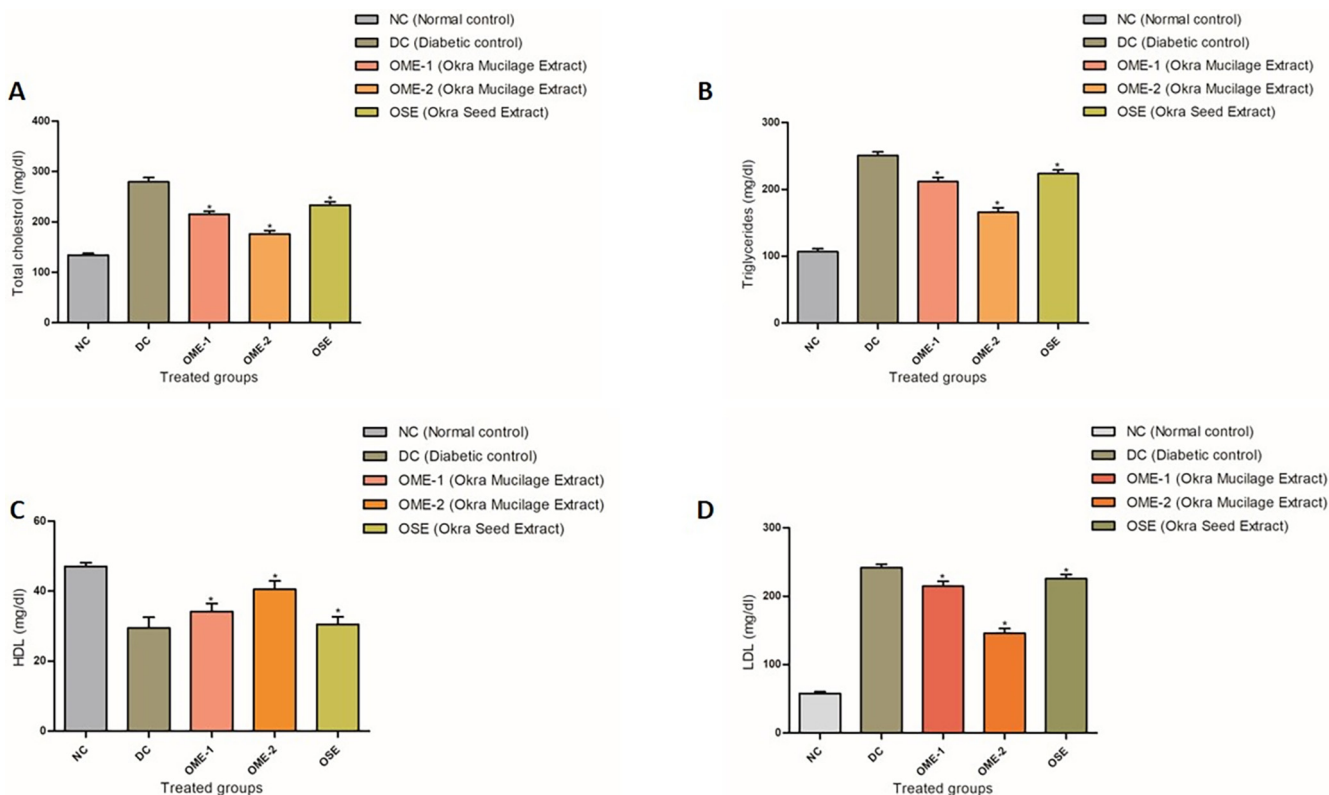 A
NC (Normal control)
DC (Diabetic control)
OME-1 (Okra Mucilage Extract)
OME-2 (Okra Mucilage Extract)
OSE (Okra Seed Extract)
Total cholestrol (mg/dl)
400
300
200
100
0
*
*
*
NC
DC
OME-1
OME-2
OSE
Treated groups
B
NC (Normal control)
DC (Diabetic control)
OME-1 (Okra Mucilage Extract)
OME-2 (Okra Mucilage Extract)
OSE (Okra Seed Extract)
Triglycerides (mg/dl)
300
200
100
0
*
*
*
NC
DC
OME-1
OME-2
OSE
Treated groups
C
NC (Normal control)
DC (Diabetic control)
OME-1 (Okra Mucilage Extract)
OME-2 (Okra Mucilage Extract)
OSE (Okra Seed Extract)
HDL (mg/dl)
60
40
20
0
*
*
*
NC
DC
OME-1
OME-2
OSE
Treated groups
D
NC (Normal control)
DC (Diabetic control)
OME-1 (Okra Mucilage Extract)
OME-2 (Okra Mucilage Extract)
OSE (Okra Seed Extract)
LDL (mg/dl)
300
200
100
0
*
*
*
NC
DC
OME-1
OME-2
OSE
Treated groups